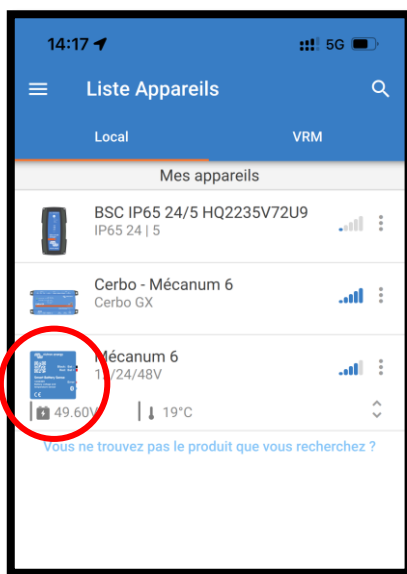 14:17
5G
Liste Appareils
Local VRM
Mes appareils
BSC IP65 24/5 HQ2235V72U9
IP65 24 | 5
Cerbo - Mécanum 6
Cerbo GX
Mécanum 6
12/24/48V
49.60V 19°C
Vous ne trouvez pas le produit que vous recherchez ?